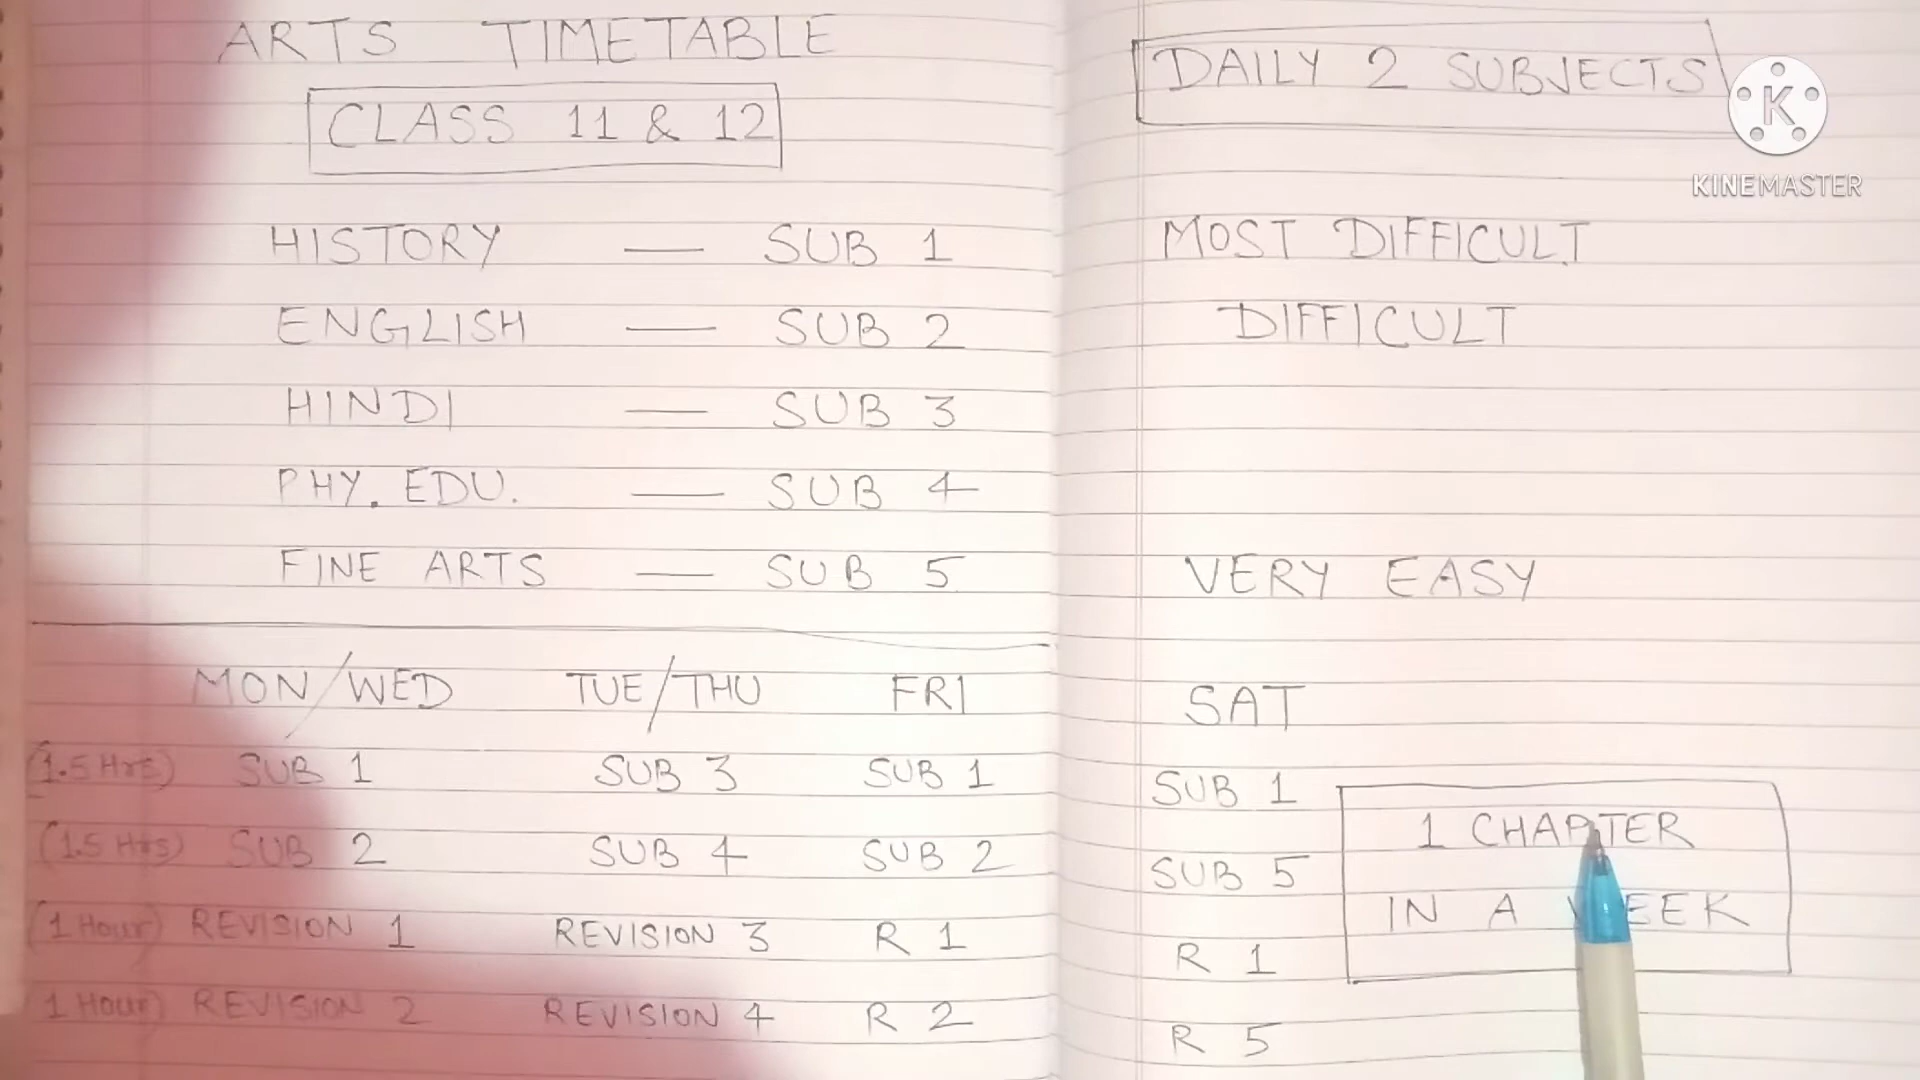 ARTS TIMETABLE
CLASS 11 & 12
HISTORY — SUB 1
ENGLISH — SUB 2
HINDI — SUB 3
PHY. EDU. — SUB 4
FINE ARTS — SUB 5
MON/WED TUE/THU FRI
(1.5 Hrs) SUB 1 SUB 3 SUB 1
(1.5 Hrs) SUB 2 SUB 4 SUB 2
(1 Hour) REVISION 1 REVISION 3 R 1
(1 Hour) REVISION 2 REVISION 4 R 2
DAILY 2 SUBJECTS
K
KINEMASTER
MOST DIFFICULT
DIFFICULT
VERY EASY
SAT
SUB 1
SUB 5
R 1
R 5
1 CHAPTER
IN A WEEK